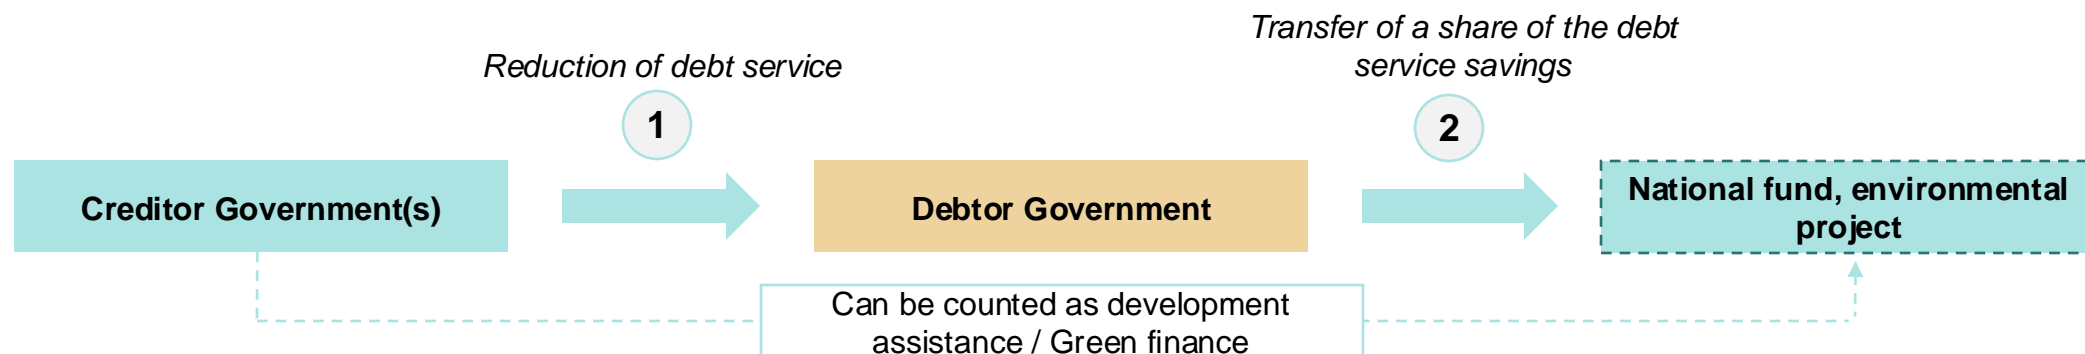 Reduction of debt service
1
Transfer of a share of the debt
service savings
2
Creditor Government(s)
Debtor Government
National fund, environmental
project
Can be counted as development
assistance / Green finance